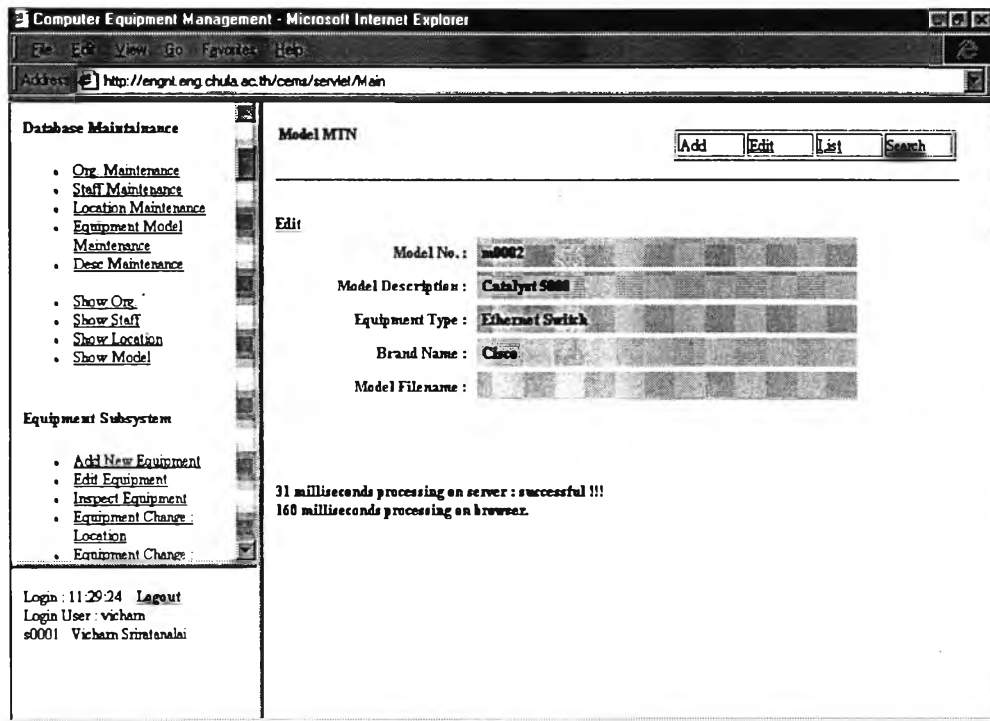 Computer Equipment Management - Microsoft Internet Explorer
File Edit View Go Favorites Help
Address http://engnt.eng.chula.ac.th/cems/servlet/Main
Database Maintainance
Org. Maintenance
Staff Maintenance
Location Maintenance
Equipment Model
Maintenance
Desc Maintenance
Show Org.
Show Staff
Show Location
Show Model
Equipment Subsystem
Add New Equipment
Edit Equipment
Inspect Equipment
Equipment Change :
Location
Equipment Change :
Login : 11:29:24 Logout
Login User : vicharn
s0001 Vicharn Sriratanalai
Model MTN
Add Edit List Search
Edit
Model No. : m0002
Model Description : Catalyst 5000
Equipment Type : Ethernet Switch
Brand Name : Cisco
Model Filename :
31 milliseconds processing on server : successful !!!
160 milliseconds processing on browser.